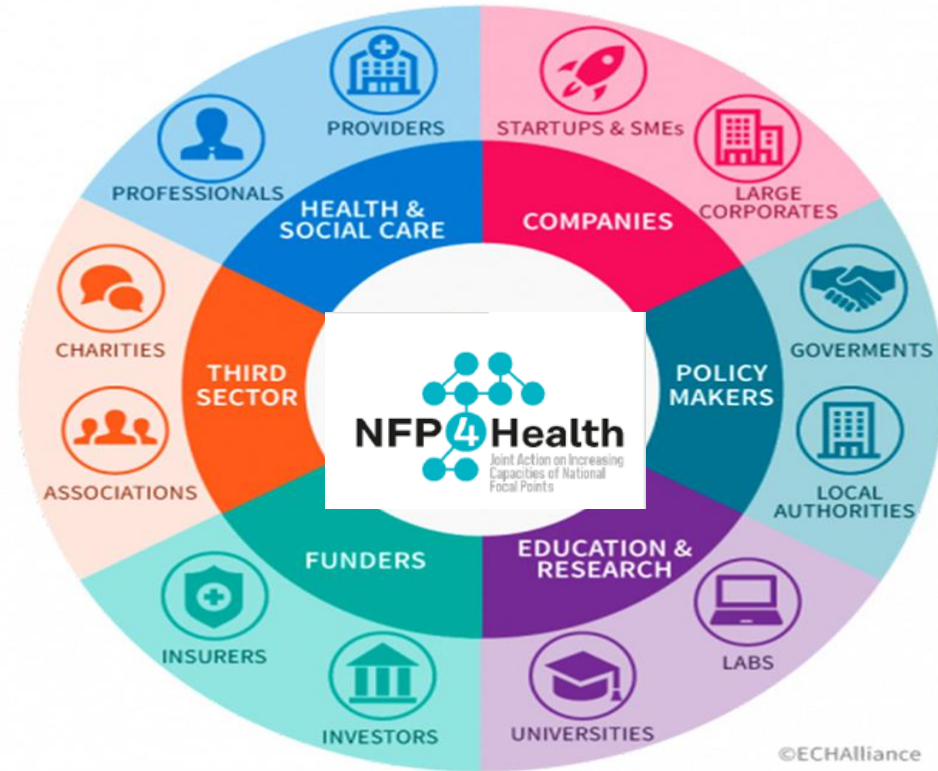 PROVIDERS
PROFESSIONALS
HEALTH &
SOCIAL CARE
STARTUPS & SMEs
LARGE
CORPORATES
COMPANIES
GOVERMENTS
LOCAL
AUTHORITIES
POLICY
MAKERS
EDUCATION &
RESEARCH
LABS
UNIVERSITIES
FUNDERS
INSURERS
INVESTORS
THIRD
SECTOR
CHARITIES
ASSOCIATIONS
NFP4Health
Joint Action on Increasing
Capacities of National
Focal Points
©ECHAlliance